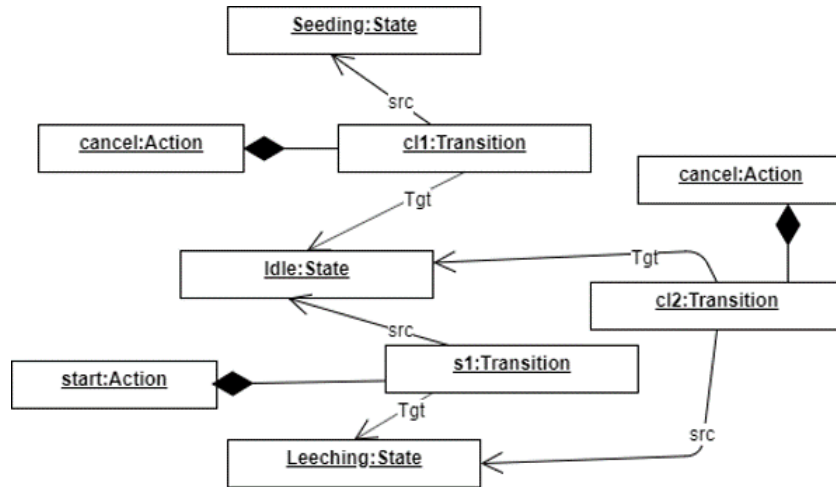 Seeding:State
src
cancel:Action
cl1:Transition
cancel:Action
Tgt
Idle:State
Tgt
cl2:Transition
src
s1:Transition
start:Action
Tgt
src
Leeching:State